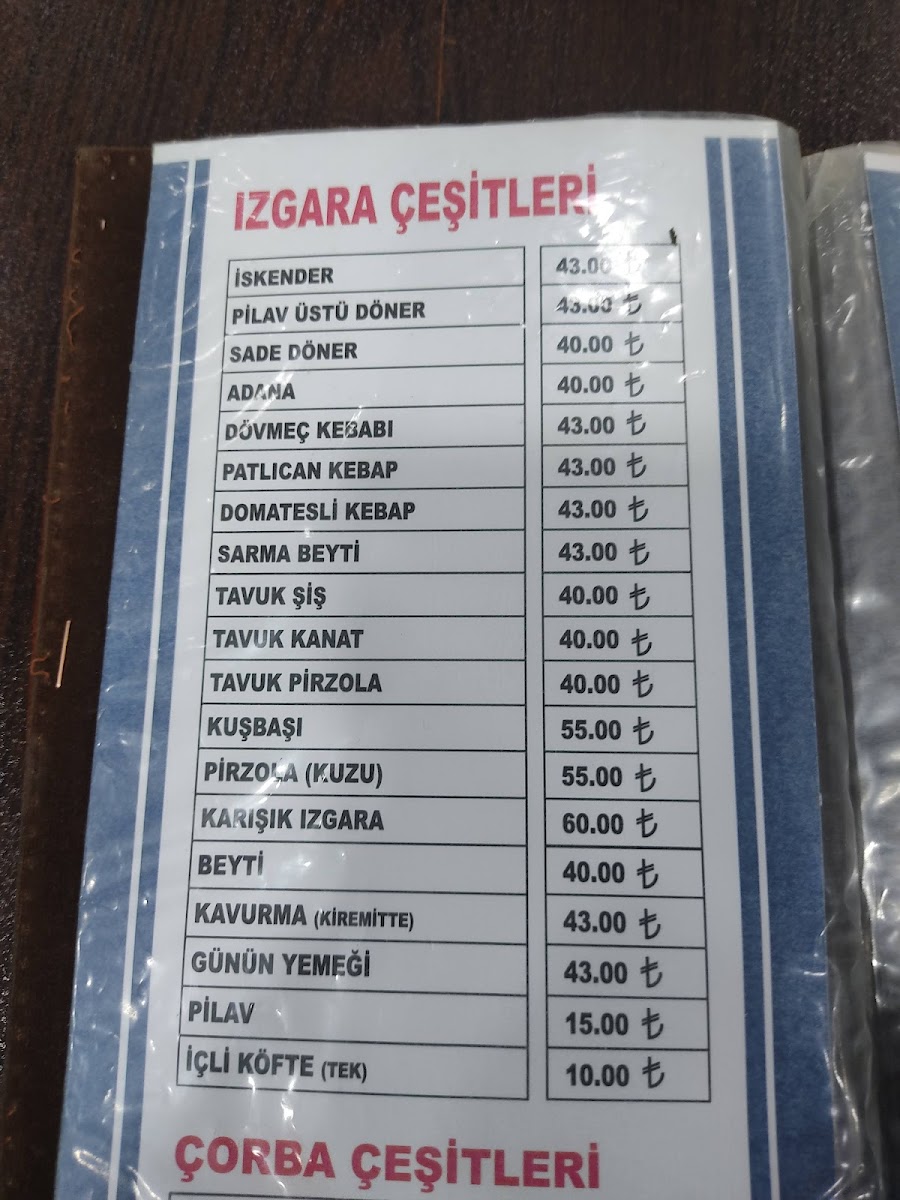 İZGARA ÇEŞİTLERİ
İSKENDER 43.00 ₺
PİLAV ÜSTÜ DÖNER 43.00 ₺
SADE DÖNER 40.00 ₺
ADANA 40.00 ₺
DÖVMEÇ KEBABI 43.00 ₺
PATLICAN KEBAP 43.00 ₺
DOMATESLİ KEBAP 43.00 ₺
SARMA BEYTİ 43.00 ₺
TAVUK ŞİŞ 40.00 ₺
TAVUK KANAT 40.00 ₺
TAVUK PİRZOLA 40.00 ₺
KUŞBAŞI 55.00 ₺
PİRZOLA (KUZU) 55.00 ₺
KARIŞIK IZGARA 60.00 ₺
BEYTİ 40.00 ₺
KAVURMA (KİREMİTTE) 43.00 ₺
GÜNÜN YEMEĞİ 43.00 ₺
PİLAV 15.00 ₺
İÇLİ KÖFTE (TEK) 10.00 ₺
ÇORBA ÇEŞİTLERİ